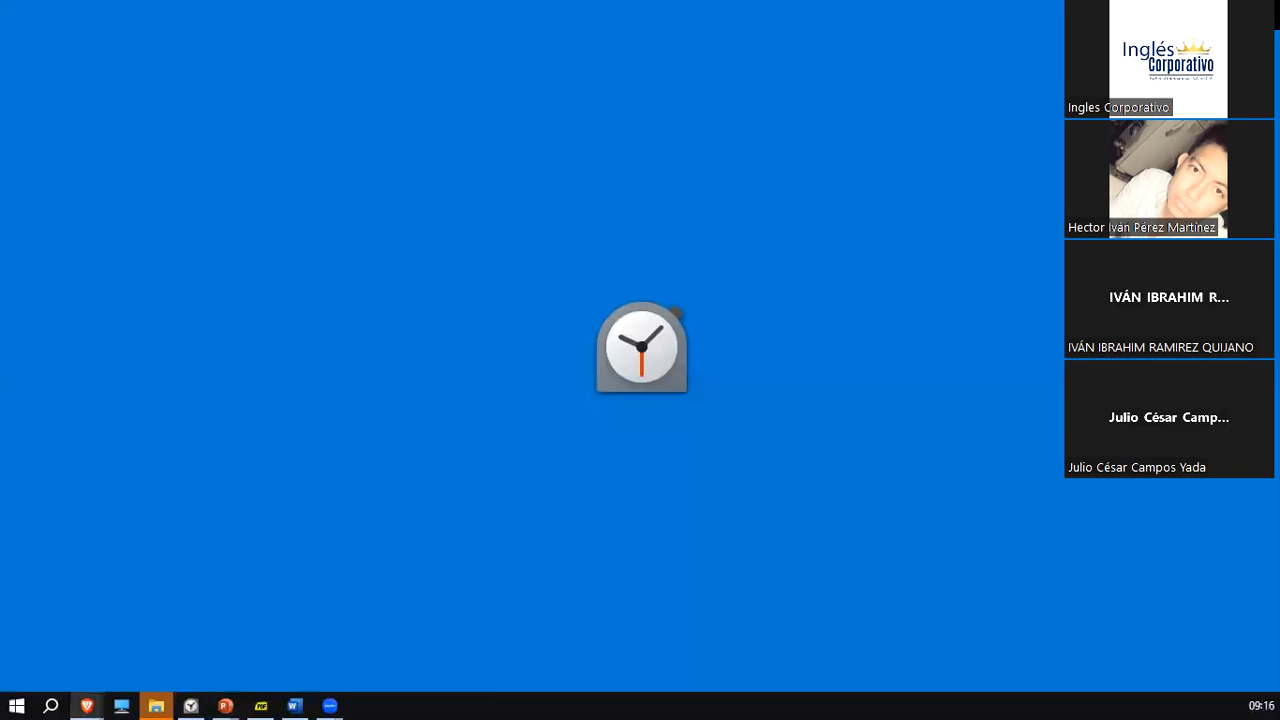 Inglés
Corporativo
Ingles Corporativo
Hector Iván Pérez Martínez
IVÁN IBRAHIM R...
IVÁN IBRAHIM RAMIREZ QUIJANO
Julio César Camp...
Julio César Campos Yada
09:16